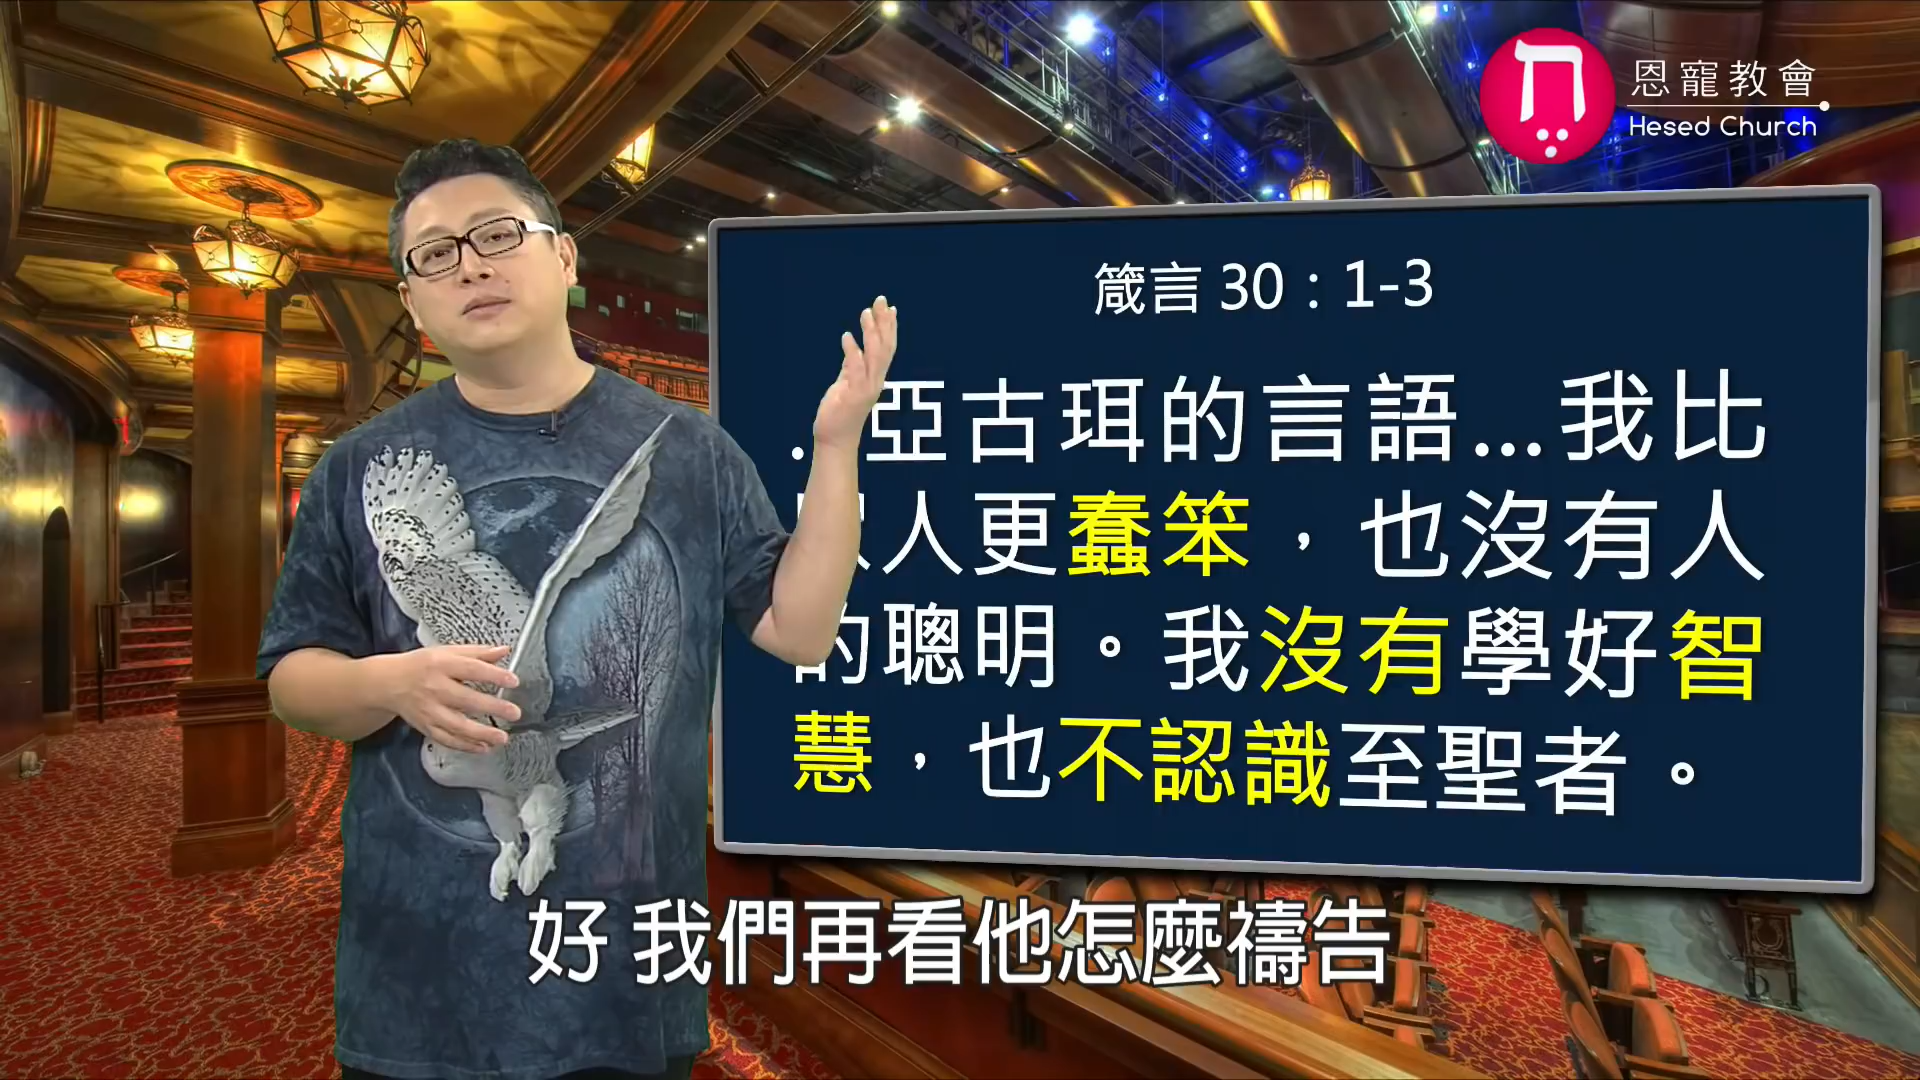 恩寵教會
Hesed Church
箴言 30：1-3
亞古珥的言語...我比
人更蠢笨，也沒有人
的聰明。我沒有學好智
慧，也不認識至聖者。
好 我們再看他怎麼禱告